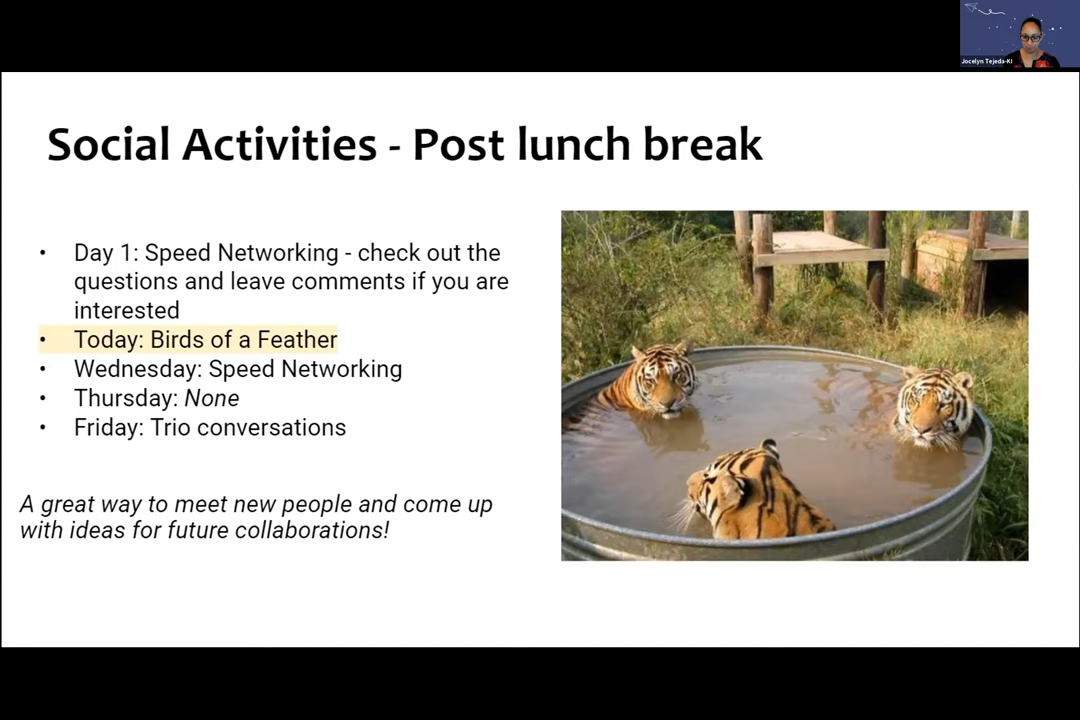 Jocelyn Tejeda-KI
Social Activities - Post lunch break
• Day 1: Speed Networking - check out the
questions and leave comments if you are
interested
• Today: Birds of a Feather
• Wednesday: Speed Networking
• Thursday: None
• Friday: Trio conversations
A great way to meet new people and come up
with ideas for future collaborations!